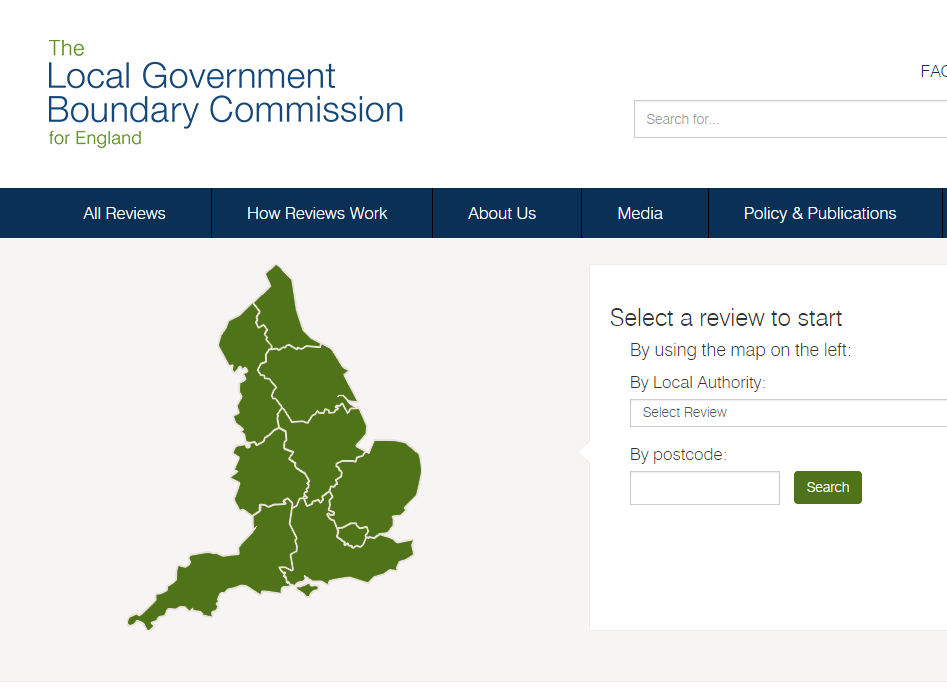 The
Local Government
Boundary Commission
for England
Search for...
All Reviews
How Reviews Work
About Us
Media
Policy & Publications
Select a review to start
By using the map on the left:
By Local Authority:
Select Review
By postcode:
Search